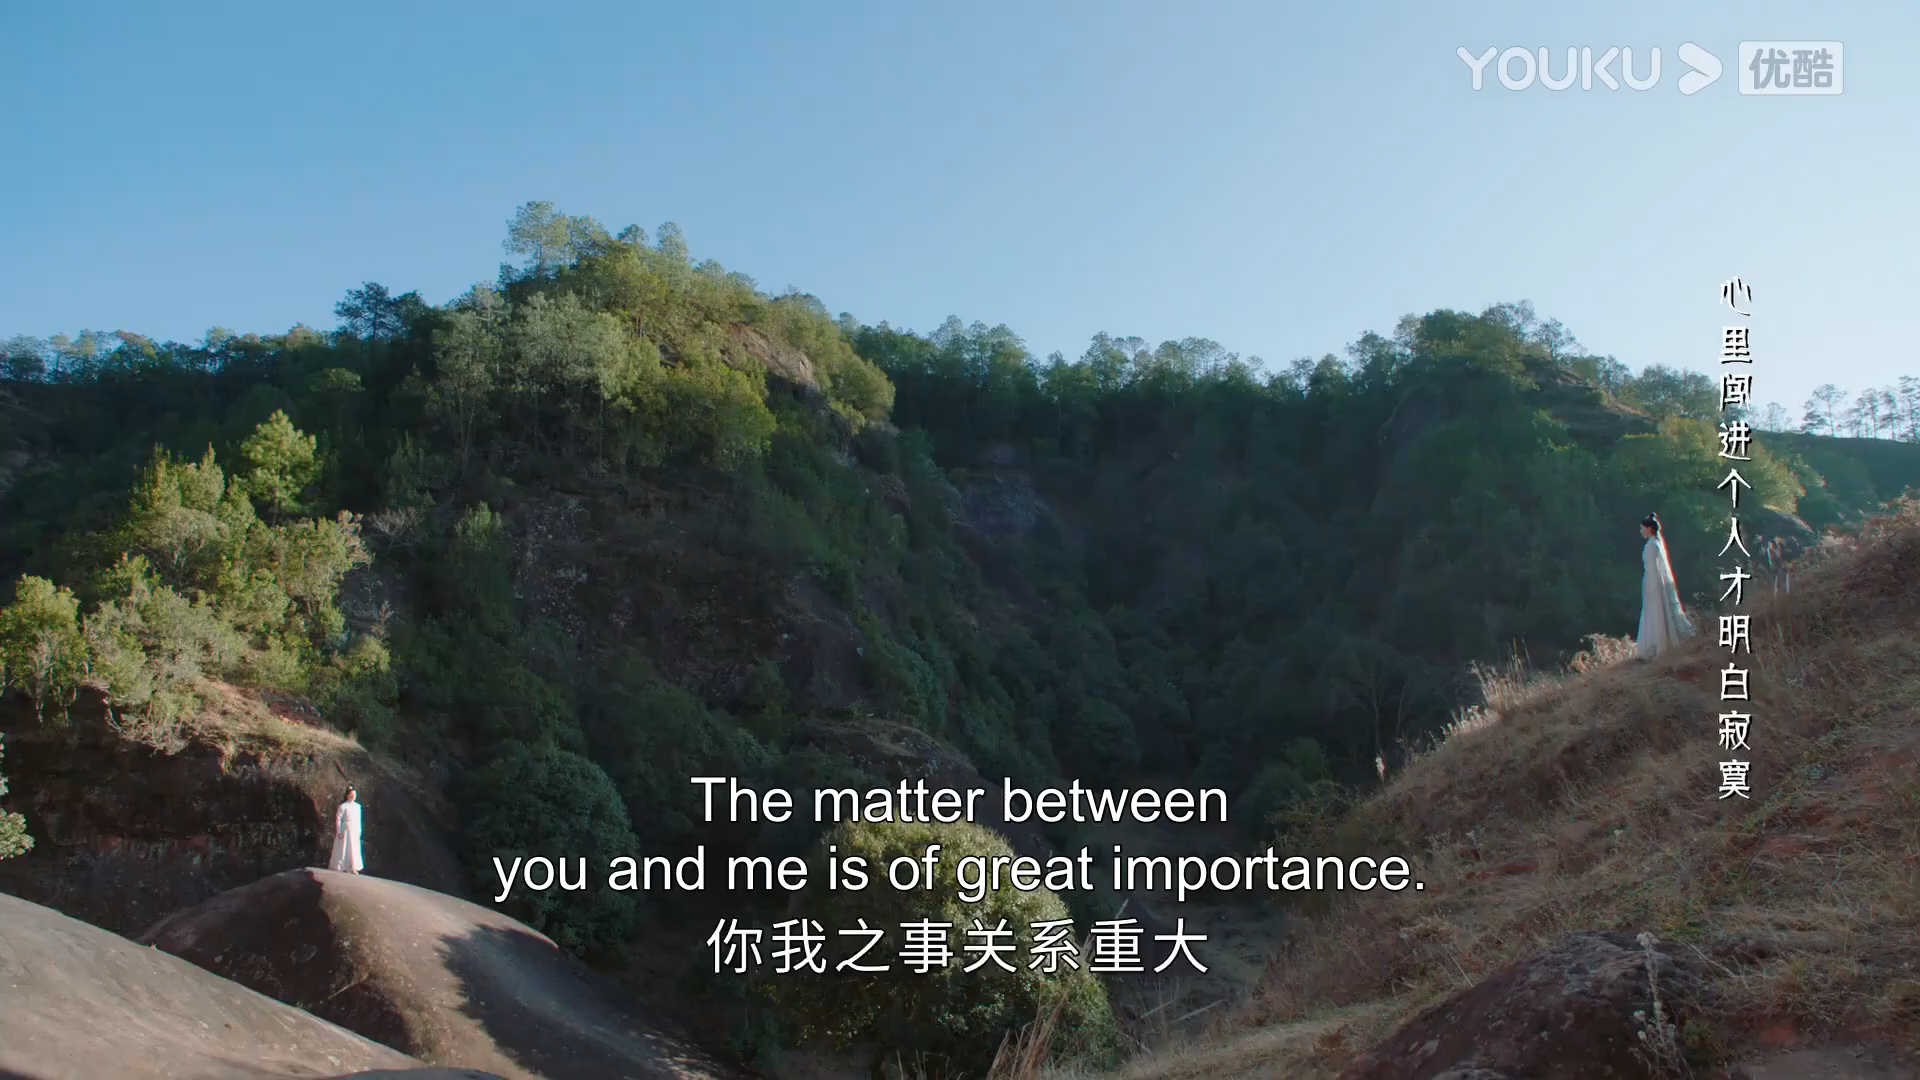 YOUKU 优酷
心里闯进个人才明白寂寞
The matter between
you and me is of great importance.
你我之事关系重大